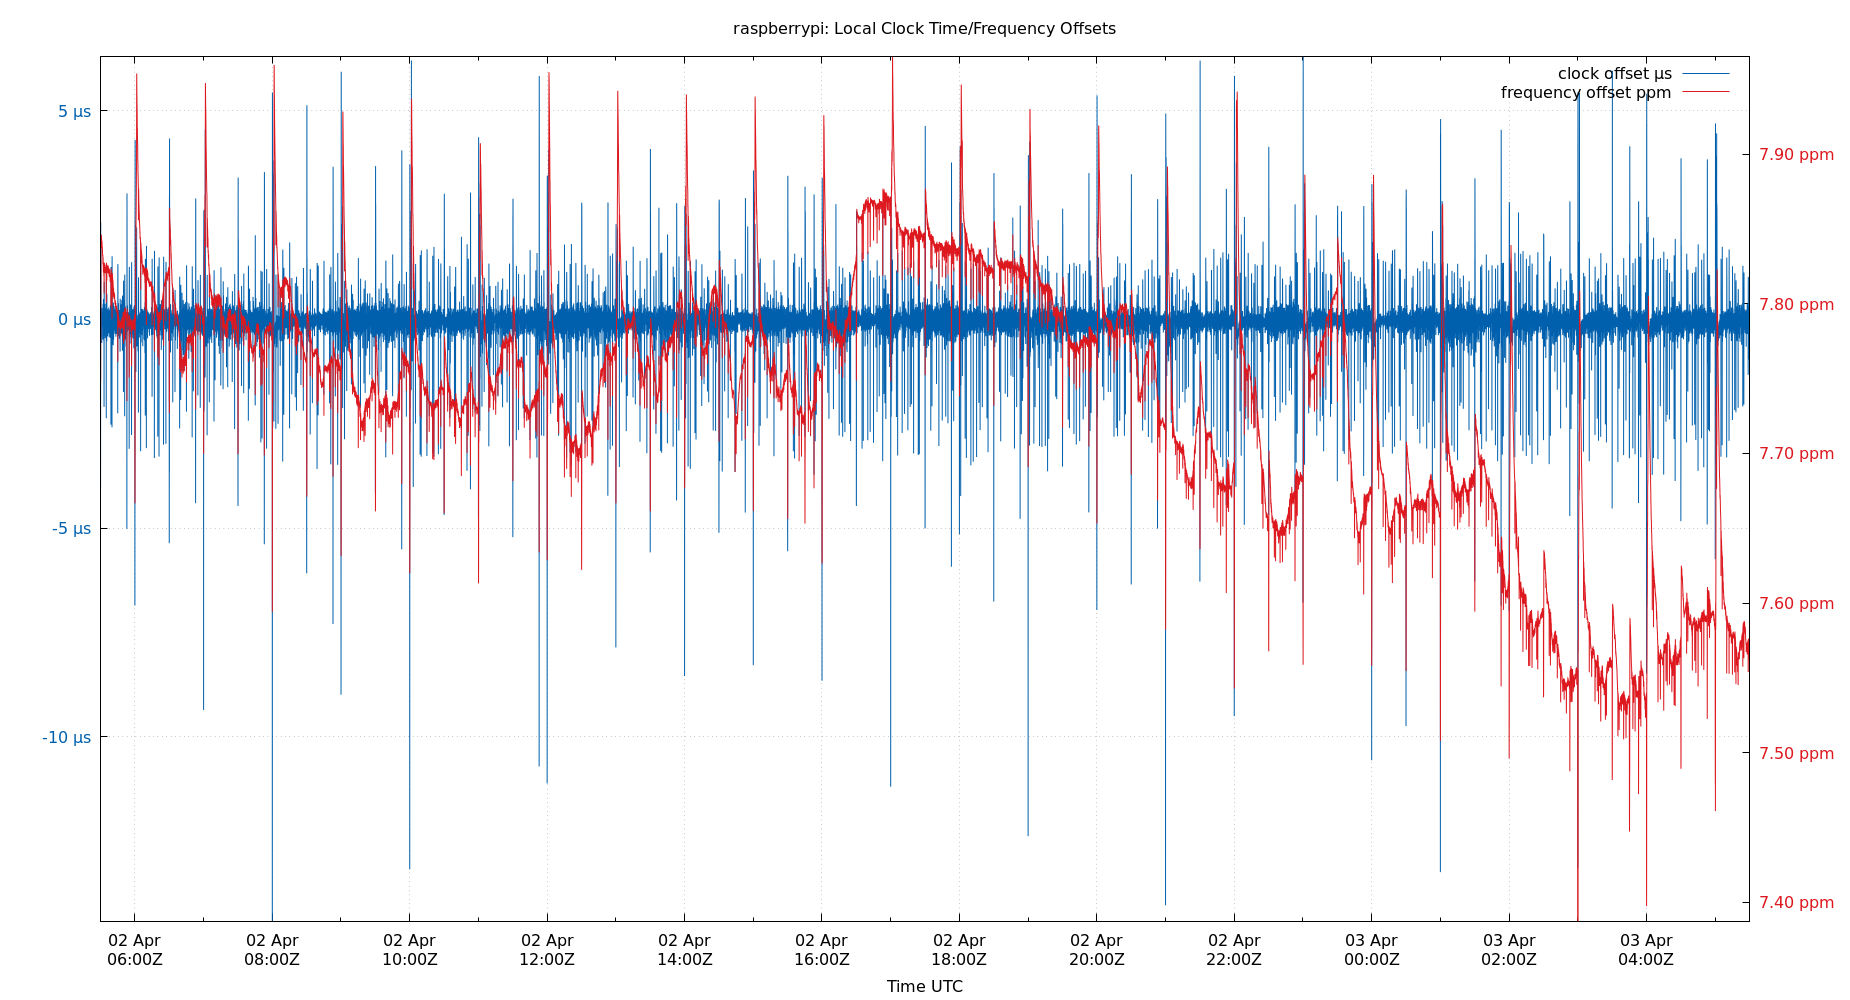 raspberrypi: Local Clock Time/Frequency Offsets
clock offset µs
frequency offset ppm
5 µs
0 µs
-5 µs
-10 µs
7.90 ppm
7.80 ppm
7.70 ppm
7.60 ppm
7.50 ppm
7.40 ppm
02 Apr 02 Apr 02 Apr 02 Apr 02 Apr 02 Apr 02 Apr 02 Apr 02 Apr 03 Apr 03 Apr 03 Apr
06:00Z 08:00Z 10:00Z 12:00Z 14:00Z 16:00Z 18:00Z 20:00Z 22:00Z 00:00Z 02:00Z 04:00Z
Time UTC